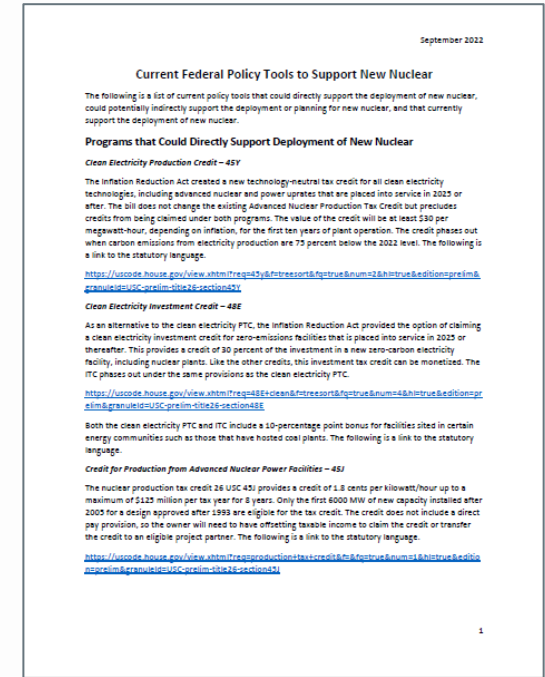 September 2022
Current Federal Policy Tools to Support New Nuclear
The following is a list of current policy tools that could directly support the deployment of new nuclear,
could potentially indirectly support the deployment or planning for new nuclear, and that currently
support the deployment of new nuclear.
Programs that Could Directly Support Deployment of New Nuclear
Clean Electricity Production Credit – 45Y
The Inflation Reduction Act created a new technology-neutral tax credit for all clean electricity
technologies, including advanced nuclear and power uprates that are placed into service in 2025 or
after. The bill does not change the existing Advanced Nuclear Production Tax Credit but precludes
credits from being claimed under both programs. The value of the credit will be at least $30 per
megawatt-hour, depending on inflation, for the first ten years of plant operation. The credit phases out
when carbon emissions from electricity production are 75 percent below the 2022 level. The following is
a link to the statutory language.
https://uscode.house.gov/view.xhtml?req=45y&f=treesort&fq=true&num=2&hl=true&edition=prelim&
granuleId=USC-prelim-title26-section45Y
Clean Electricity Investment Credit – 48E
As an alternative to the clean electricity PTC, the Inflation Reduction Act provided the option of claiming
a clean electricity investment credit for zero-emissions facilities that is placed into service in 2025 or
thereafter. This provides a credit of 30 percent of the investment in a new zero-carbon electricity
facility, including nuclear plants. Like the other credits, this investment tax credit can be monetized. The
ITC phases out under the same provisions as the clean electricity PTC.
https://uscode.house.gov/view.xhtml?req=48E+clean&f=treesort&fq=true&num=4&hl=true&edition=pr
elim&granuleId=USC-prelim-title26-section48E
Both the clean electricity PTC and ITC include a 10-percentage point bonus for facilities sited in certain
energy communities such as those that have hosted coal plants. The following is a link to the statutory
language.
Credit for Production from Advanced Nuclear Power Facilities – 45J
The nuclear production tax credit 26 USC 45J provides a credit of 1.8 cents per kilowatt/hour up to a
maximum of $125 million per tax year for 8 years. Only the first 6000 MW of new capacity installed after
2005 for a design approved after 1993 are eligible for the tax credit. The credit does not include a direct
pay provision, so the owner will need to have offsetting taxable income to claim the credit or transfer
the credit to an eligible project partner. The following is a link to the statutory language.
https://uscode.house.gov/view.xhtml?req=production+tax+credit&f=&fq=true&num=1&hl=true&editio
n=prelim&granuleId=USC-prelim-title26-section45J
1